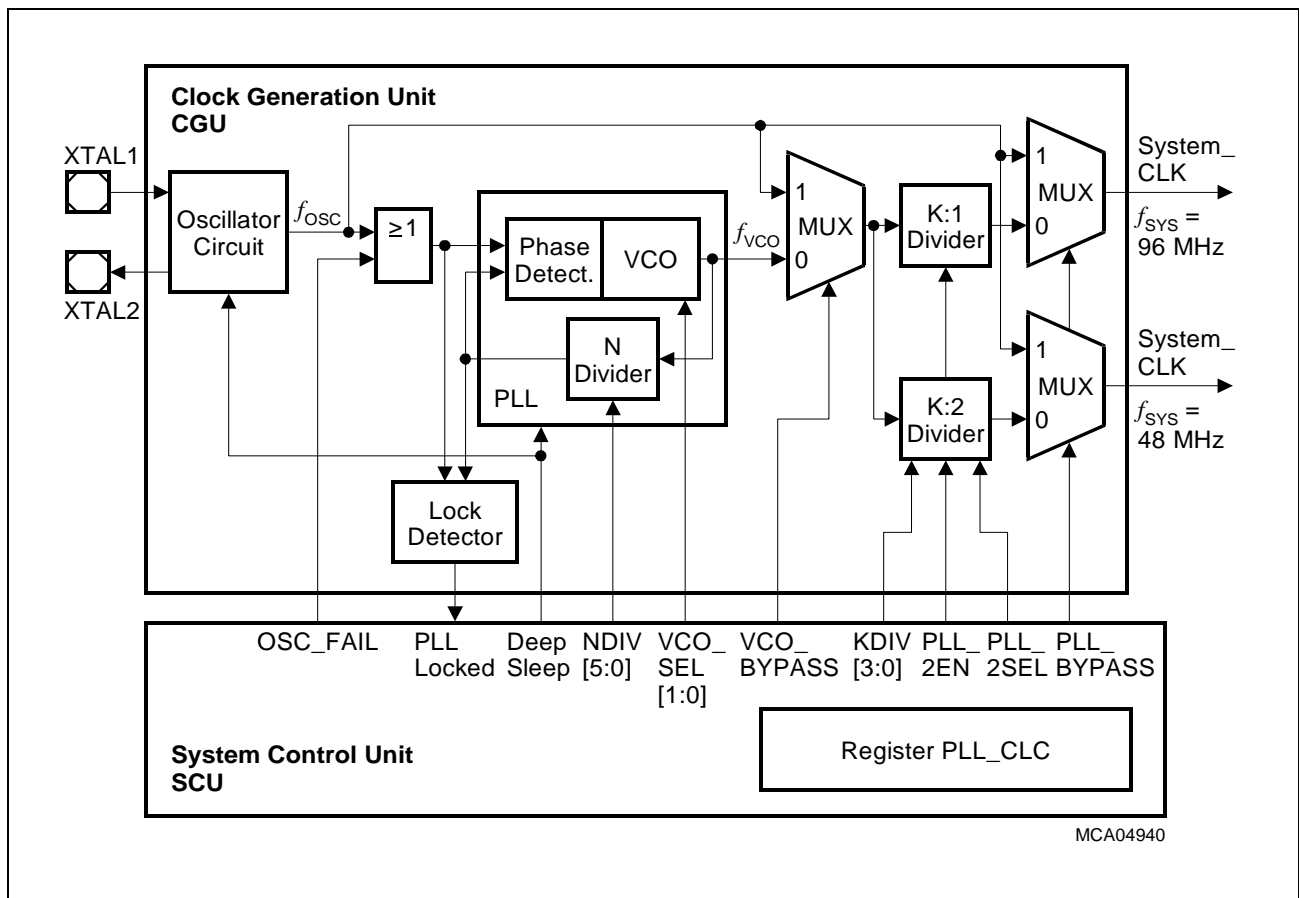 Clock Generation Unit
CGU
XTAL1
XTAL2
Oscillator
Circuit
fOSC
≥1
Phase
Detect.
VCO
N
Divider
PLL
Lock
Detector
fVCO
1
MUX
0
K:1
Divider
K:2
Divider
1
MUX
0
System_
CLK
fSYS =
96 MHz
1
MUX
0
System_
CLK
fSYS =
48 MHz
OSC_FAIL
PLL
Locked
Deep
Sleep
NDIV
[5:0]
VCO_
SEL
[1:0]
VCO_
BYPASS
KDIV
[3:0]
PLL_
2EN
PLL_
2SEL
PLL_
BYPASS
System Control Unit
SCU
Register PLL_CLC
MCA04940